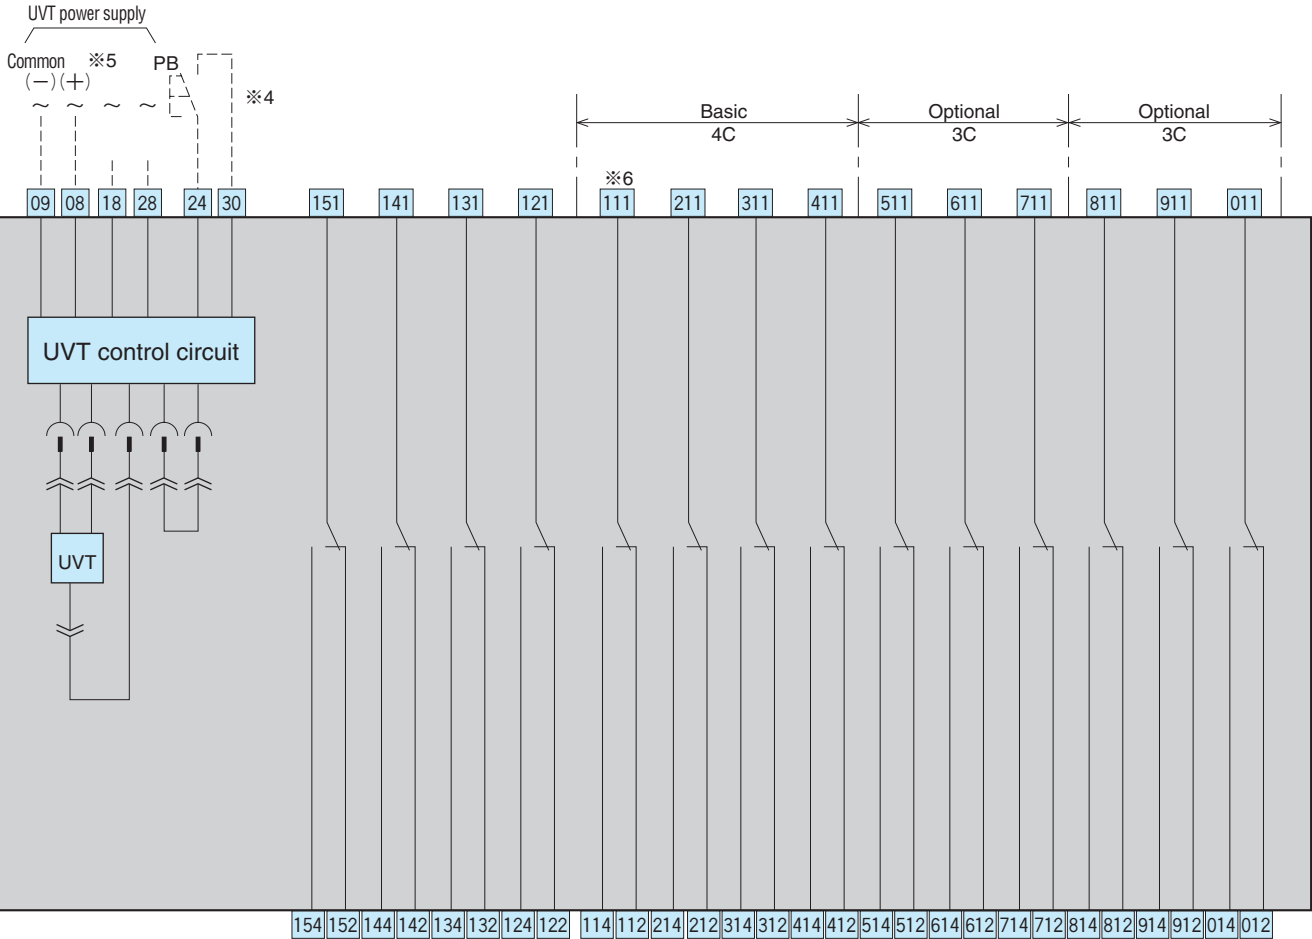 UVT power supply
Common ※5 PB
(−) (+)
~ ~ ~ ~ ※4
Basic Optional Optional
4C 3C 3C
※6
09 08 18 28 24 30 151 141 131 121 111 211 311 411 511 611 711 811 911 011
UVT control circuit
UVT
154 152 144 142 134 132 124 122 114 112 214 212 314 312 414 412 514 512 614 612 714 712 814 812 914 912 014 012